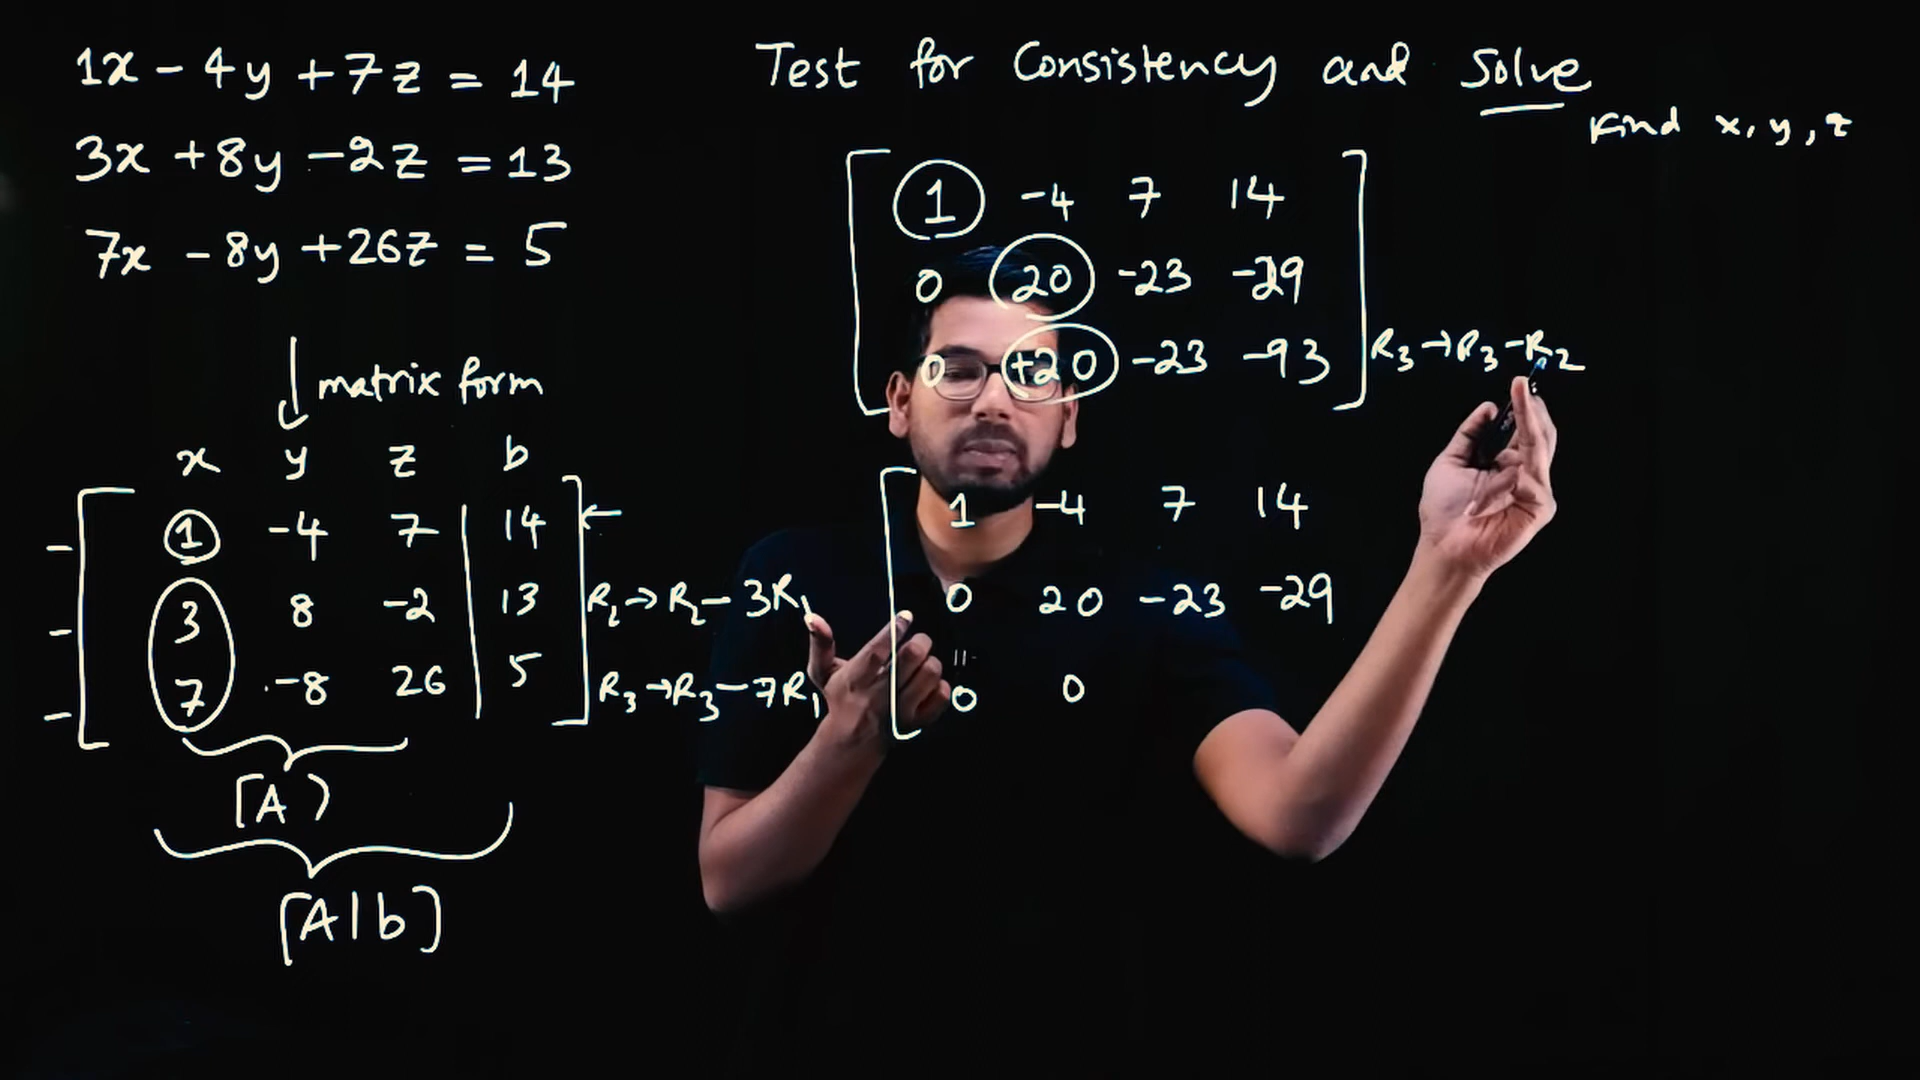 1x - 4y + 7z = 14
3x + 8y - 2z = 13
7x - 8y + 26z = 5
matrix form
x y z b
1 -4 7 | 14
3 8 -2 | 13 R2 → R2 - 3R1
7 -8 26 | 5 R3 → R3 - 7R1
[A]
[A|b]
Test for Consistency and Solve
Find x, y, z
1 -4 7 14
0 20 -23 -29
0 +20 -23 -93 R3 → R3 - R2
1 -4 7 14
0 20 -23 -29
0 0